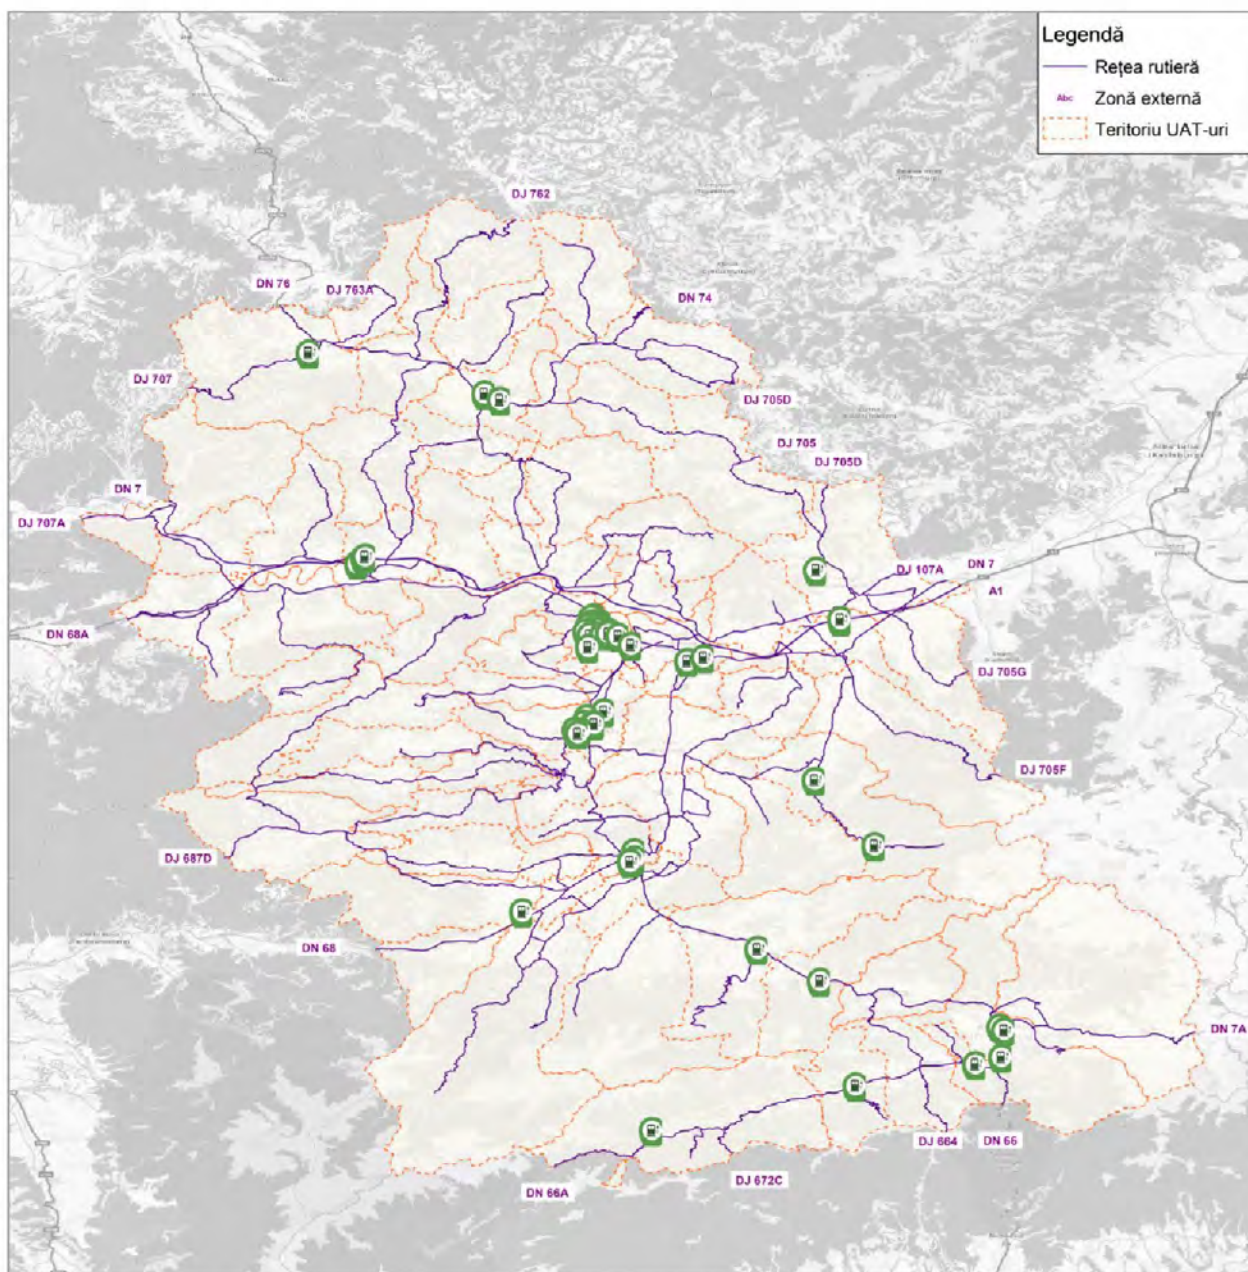 Legendă
Rețea rutieră
Abc Zonă externă
Teritoriu UAT-uri
DJ 762
DN 76
DJ 763A
DN 74
DJ 707
DJ 705D
DJ 705
DJ 705D
DN 7
DJ 707A
DJ 107A
DN 7
A1
DN 68A
DJ 705G
DJ 705F
DJ 687D
DN 68
DN 7A
DJ 664
DN 66
DJ 672C
DN 66A